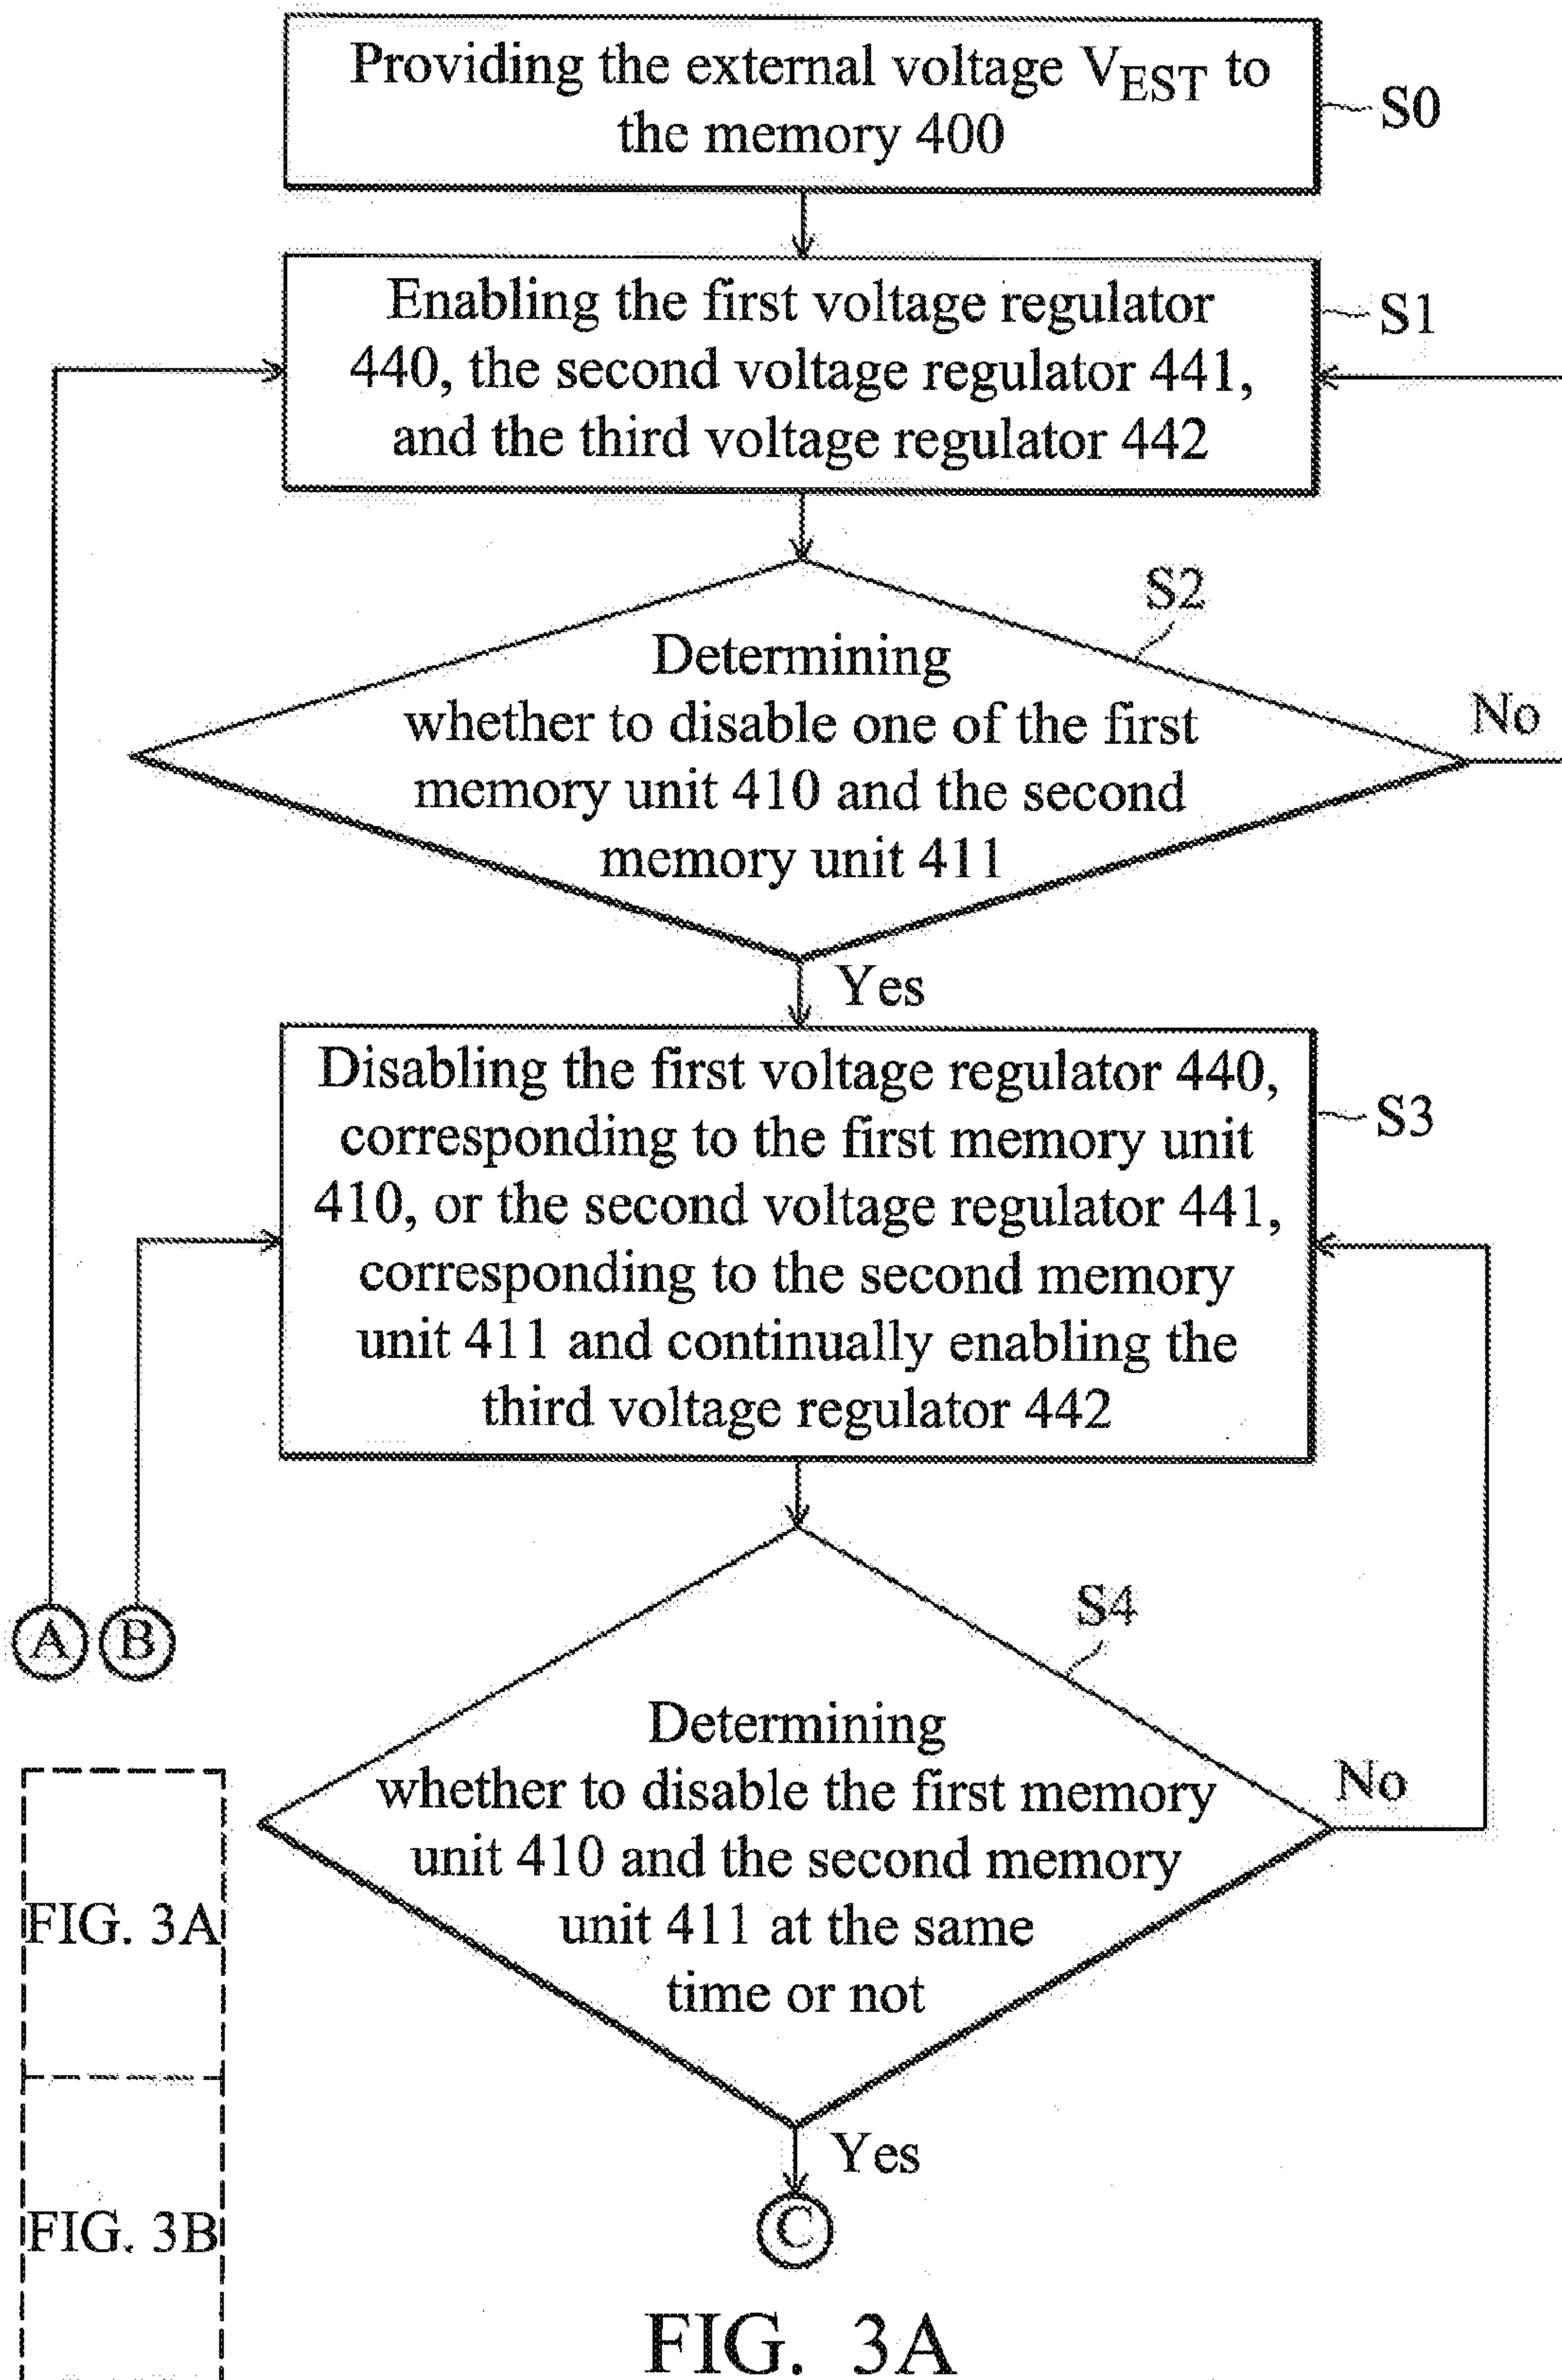 Providing the external voltage VEST to
the memory 400
S0
Enabling the first voltage regulator
440, the second voltage regulator 441,
and the third voltage regulator 442
S1
S2
Determining
whether to disable one of the first
memory unit 410 and the second
memory unit 411
No
Yes
Disabling the first voltage regulator 440,
corresponding to the first memory unit
410, or the second voltage regulator 441,
corresponding to the second memory
unit 411 and continually enabling the
third voltage regulator 442
S3
A
B
S4
Determining
whether to disable the first memory
unit 410 and the second memory
unit 411 at the same
time or not
No
Yes
C
FIG. 3A
FIG. 3B
FIG. 3A